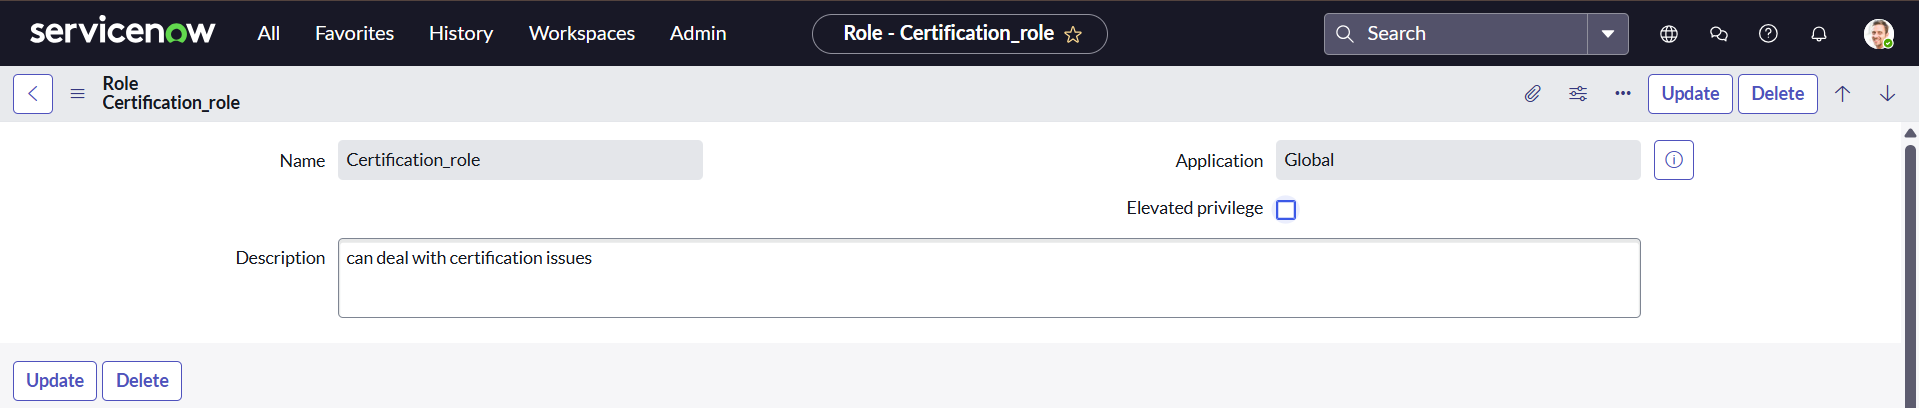 servicenow All Favorites History Workspaces Admin Role - Certification_role Search
Role
Certification_role
Update Delete
Name Certification_role Application Global
Elevated privilege
Description can deal with certification issues
Update Delete